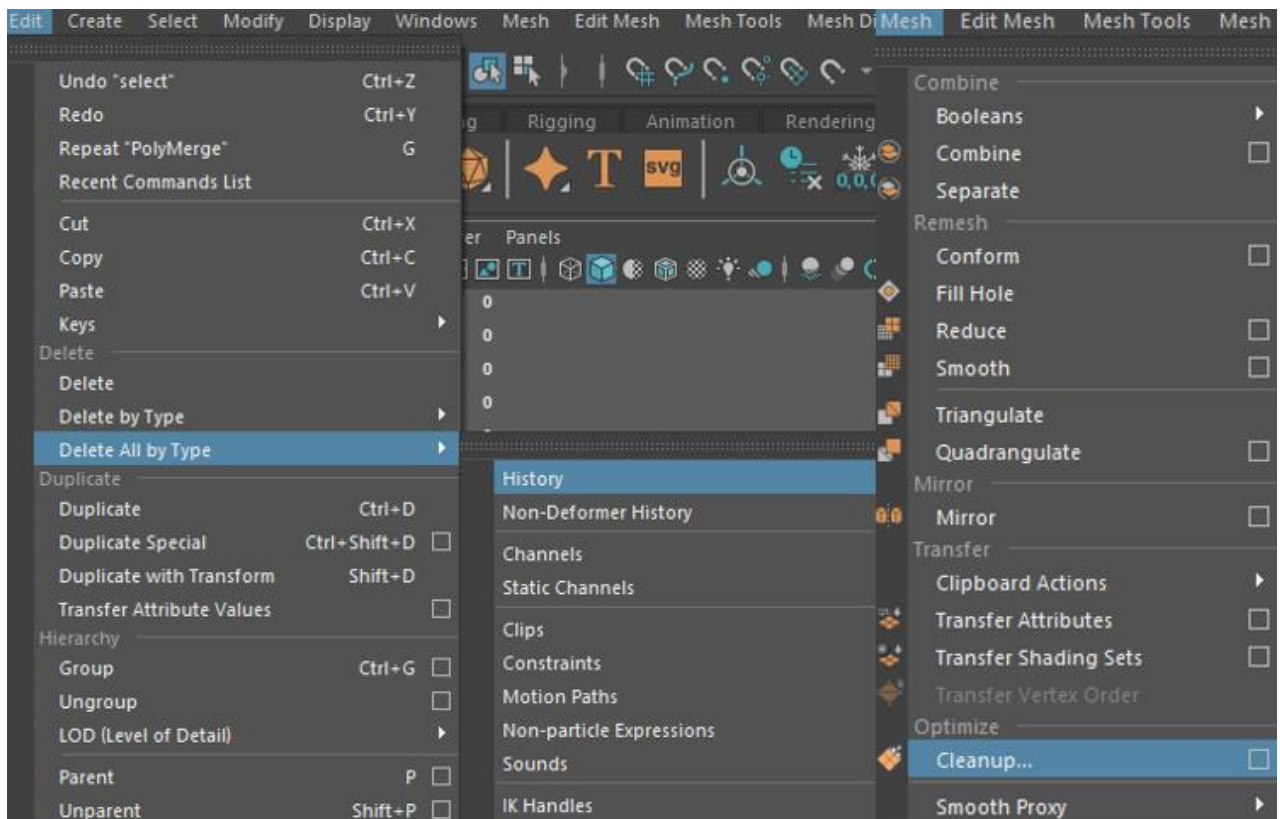 Edit Create Select Modify Display Windows Mesh Edit Mesh Mesh Tools Mesh Di
Undo "select" Ctrl+Z
Redo Ctrl+Y
Repeat "PolyMerge" G
Recent Commands List
Cut Ctrl+X
Copy Ctrl+C
Paste Ctrl+V
Keys
Delete
Delete
Delete by Type
Delete All by Type
Duplicate
Duplicate Ctrl+D
Duplicate Special Ctrl+Shift+D
Duplicate with Transform Shift+D
Transfer Attribute Values
Hierarchy
Group Ctrl+G
Ungroup
LOD (Level of Detail)
Parent P
Unparent Shift+P
g Rigging Animation Rendering
T svg 0,0,
er Panels
T
0
0
0
0
History
Non-Deformer History
Channels
Static Channels
Clips
Constraints
Motion Paths
Non-particle Expressions
Sounds
IK Handles
Mesh Edit Mesh Mesh Tools Mesh
Combine
Booleans
Combine
Separate
Remesh
Conform
Fill Hole
Reduce
Smooth
Triangulate
Quadrangulate
Mirror
Mirror
Transfer
Clipboard Actions
Transfer Attributes
Transfer Shading Sets
Transfer Vertex Order
Optimize
Cleanup...
Smooth Proxy